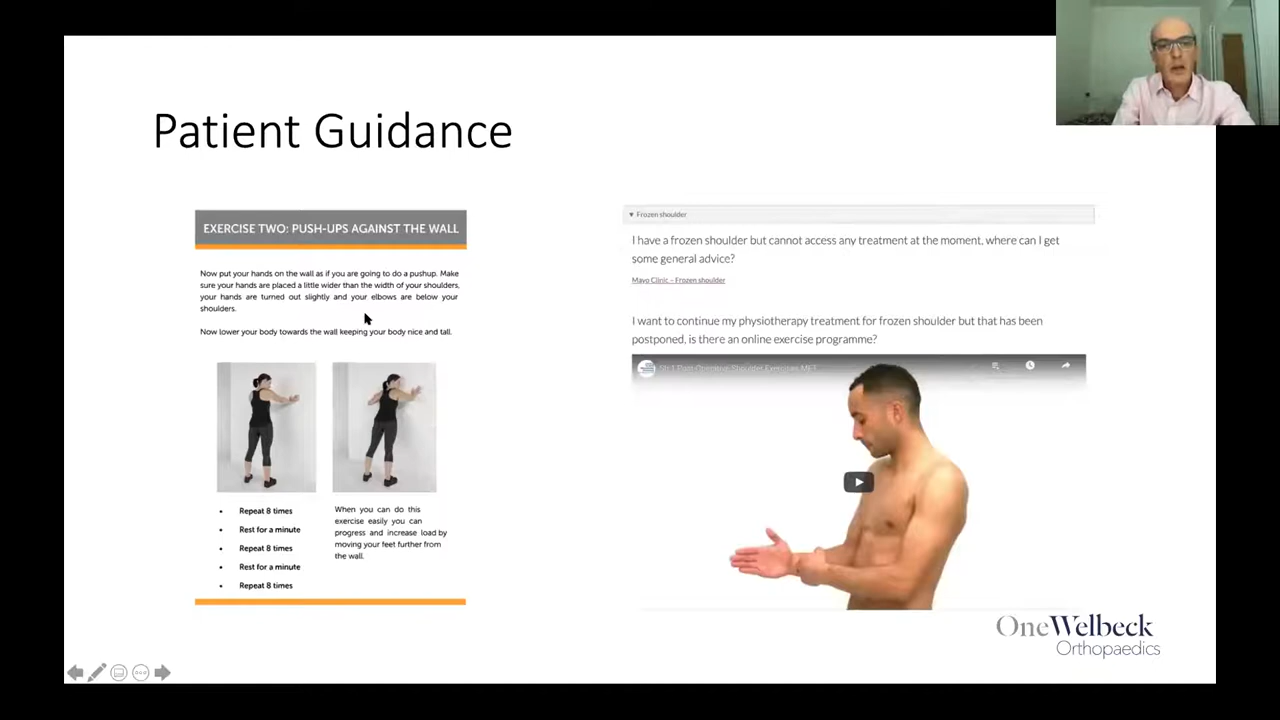 Patient Guidance
EXERCISE TWO: PUSH-UPS AGAINST THE WALL
Now put your hands on the wall as if you are going to do a pushup. Make
sure your hands are placed a little wider than the width of your shoulders,
your hands are turned out slightly and your elbows are below your
shoulders.
Now lower your body towards the wall keeping your body nice and tall.
• Repeat 8 times
• Rest for a minute
• Repeat 8 times
• Rest for a minute
• Repeat 8 times
When you can do this
exercise easily you can
progress and increase load by
moving your feet further from
the wall.
▼ Frozen shoulder
I have a frozen shoulder but cannot access any treatment at the moment, where can I get
some general advice?
Mayo Clinic – Frozen shoulder
I want to continue my physiotherapy treatment for frozen shoulder but that has been
postponed, is there an online exercise programme?
Shoulder Exercises
OneWelbeck
Orthopaedics